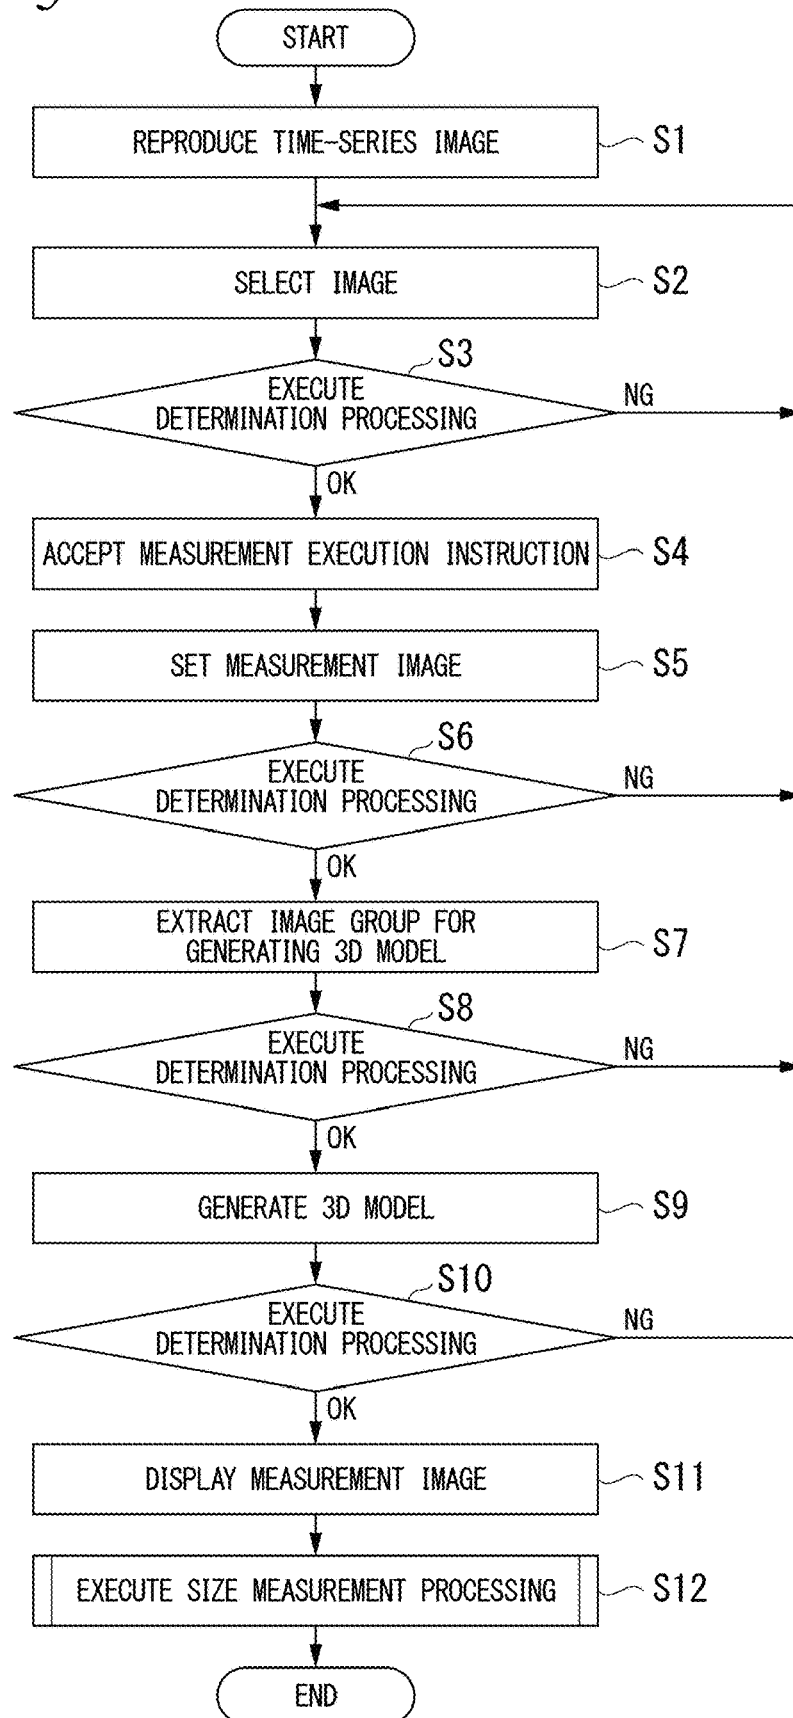 START
REPRODUCE TIME-SERIES IMAGE
S1
SELECT IMAGE
S2
S3
EXECUTE
DETERMINATION PROCESSING
NG
OK
ACCEPT MEASUREMENT EXECUTION INSTRUCTION
S4
SET MEASUREMENT IMAGE
S5
S6
EXECUTE
DETERMINATION PROCESSING
NG
OK
EXTRACT IMAGE GROUP FOR
GENERATING 3D MODEL
S7
S8
EXECUTE
DETERMINATION PROCESSING
NG
OK
GENERATE 3D MODEL
S9
S10
EXECUTE
DETERMINATION PROCESSING
NG
OK
DISPLAY MEASUREMENT IMAGE
S11
EXECUTE SIZE MEASUREMENT PROCESSING
S12
END